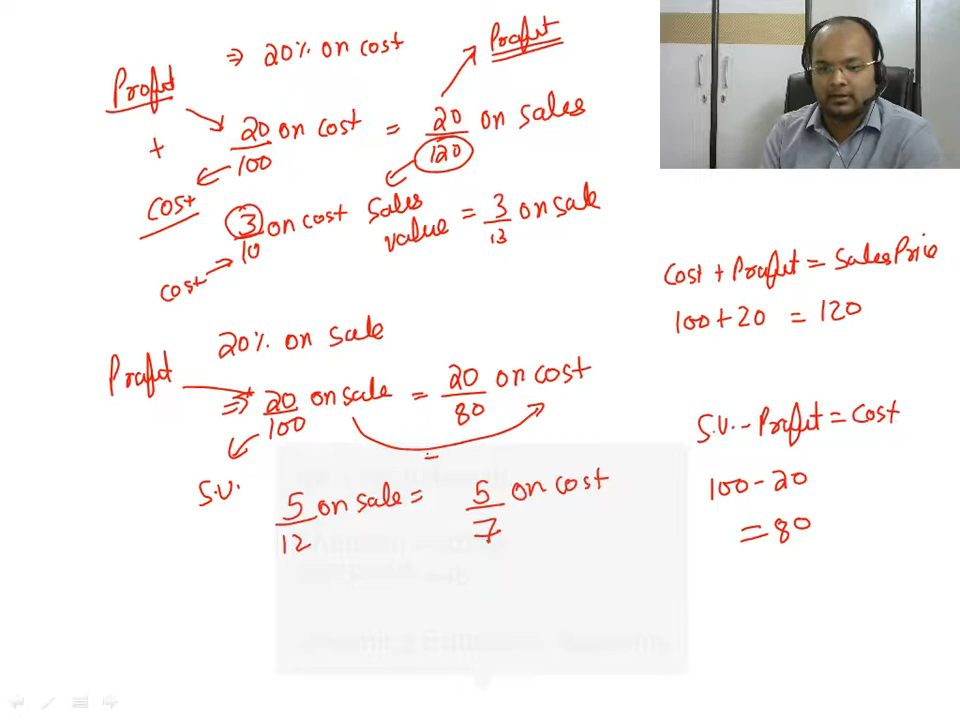 ⇒ 20% on cost
Profit
Profit
+
20/100 on cost = 20/120 on sales
cost
3/10 on cost
Sales value = 3/13 on sale
cost
Cost + Profit = Sales Price
100 + 20 = 120
20% on sale
Profit
⇒ 20/100 on sale = 20/80 on cost
S.V.
=
5/12 on sale = 5/7 on cost
S.V. - Profit = Cost
100 - 20
= 80